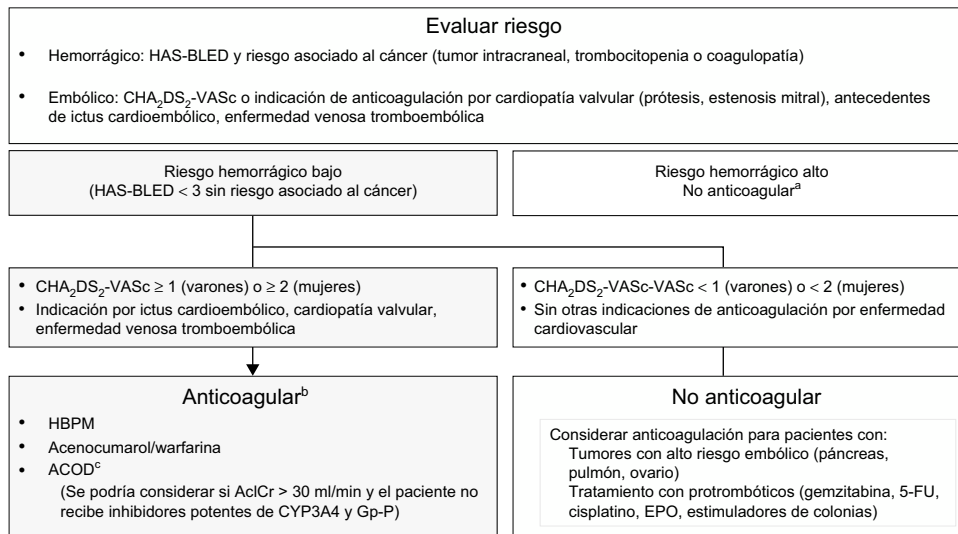 Evaluar riesgo
• Hemorrágico: HAS-BLED y riesgo asociado al cáncer (tumor intracraneal, trombocitopenia o coagulopatía)
• Embólico: CHA₂DS₂-VASc o indicación de anticoagulación por cardiopatía valvular (prótesis, estenosis mitral), antecedentes
de ictus cardioembólico, enfermedad venosa tromboembólica
Riesgo hemorrágico bajo
(HAS-BLED < 3 sin riesgo asociado al cáncer)
Riesgo hemorrágico alto
No anticoagularᵃ
• CHA₂DS₂-VASc ≥ 1 (varones) o ≥ 2 (mujeres)
• Indicación por ictus cardioembólico, cardiopatía valvular,
enfermedad venosa tromboembólica
• CHA₂DS₂-VASc-VASc < 1 (varones) o < 2 (mujeres)
• Sin otras indicaciones de anticoagulación por enfermedad
cardiovascular
Anticoagularᵇ
• HBPM
• Acenocumarol/warfarina
• ACODᶜ
(Se podría considerar si AclCr > 30 ml/min y el paciente no
recibe inhibidores potentes de CYP3A4 y Gp-P)
No anticoagular
Considerar anticoagulación para pacientes con:
Tumores con alto riesgo embólico (páncreas,
pulmón, ovario)
Tratamiento con protrombóticos (gemzitabina, 5-FU,
cisplatino, EPO, estimuladores de colonias)